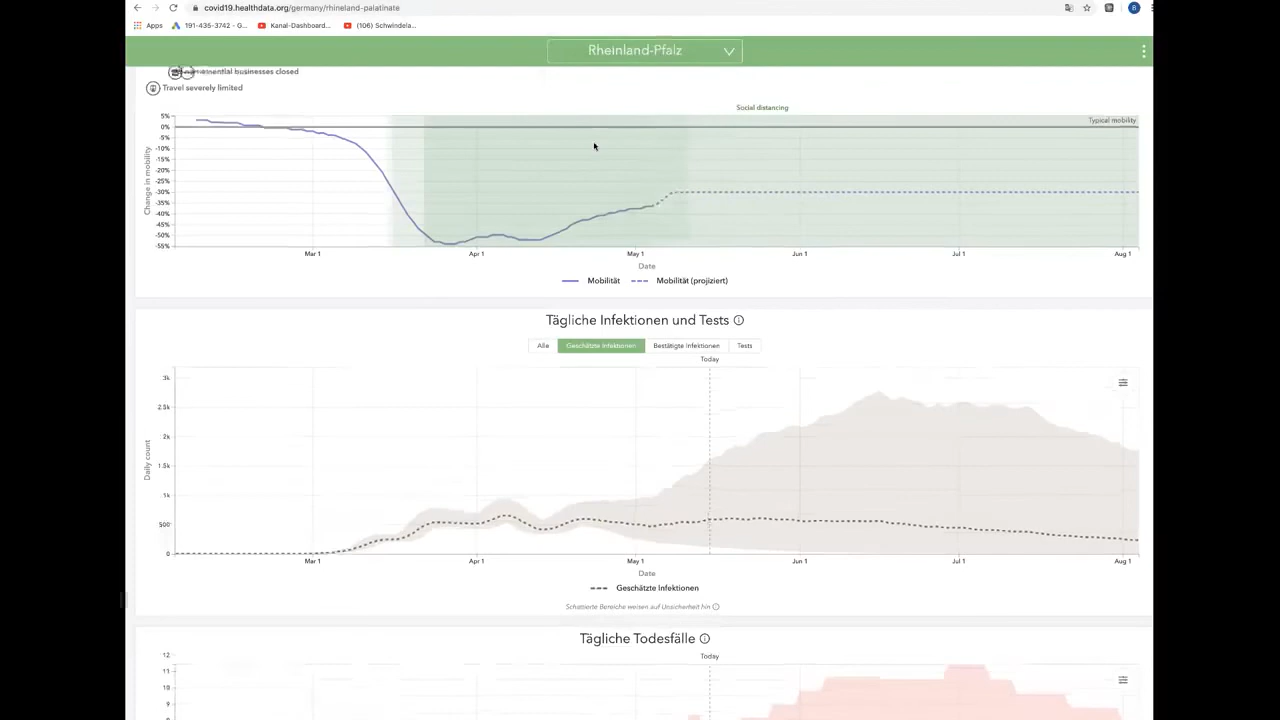 covid19.healthdata.org/germany/rhineland-palatinate
Apps
191-435-3742 - G...
Kanal-Dashboard...
(106) Schwindela...
Rheinland-Pfalz
businesses closed
Travel severely limited
Social distancing
Typical mobility
5%
0%
-5%
-10%
-15%
-20%
-25%
-30%
-35%
-40%
-45%
-50%
-55%
Change in mobility
Mar 1
Apr 1
May 1
Jun 1
Jul 1
Aug 1
Date
Mobilität
Mobilität (projiziert)
Tägliche Infektionen und Tests
Alle
Geschätzte Infektionen
Bestätigte Infektionen
Tests
Today
3k
2.5k
2k
1.5k
1k
500
0
Daily count
Mar 1
Apr 1
May 1
Jun 1
Jul 1
Aug 1
Date
Geschätzte Infektionen
Schattierte Bereiche weisen auf Unsicherheit hin
Tägliche Todesfälle
Today
12
11
10
9